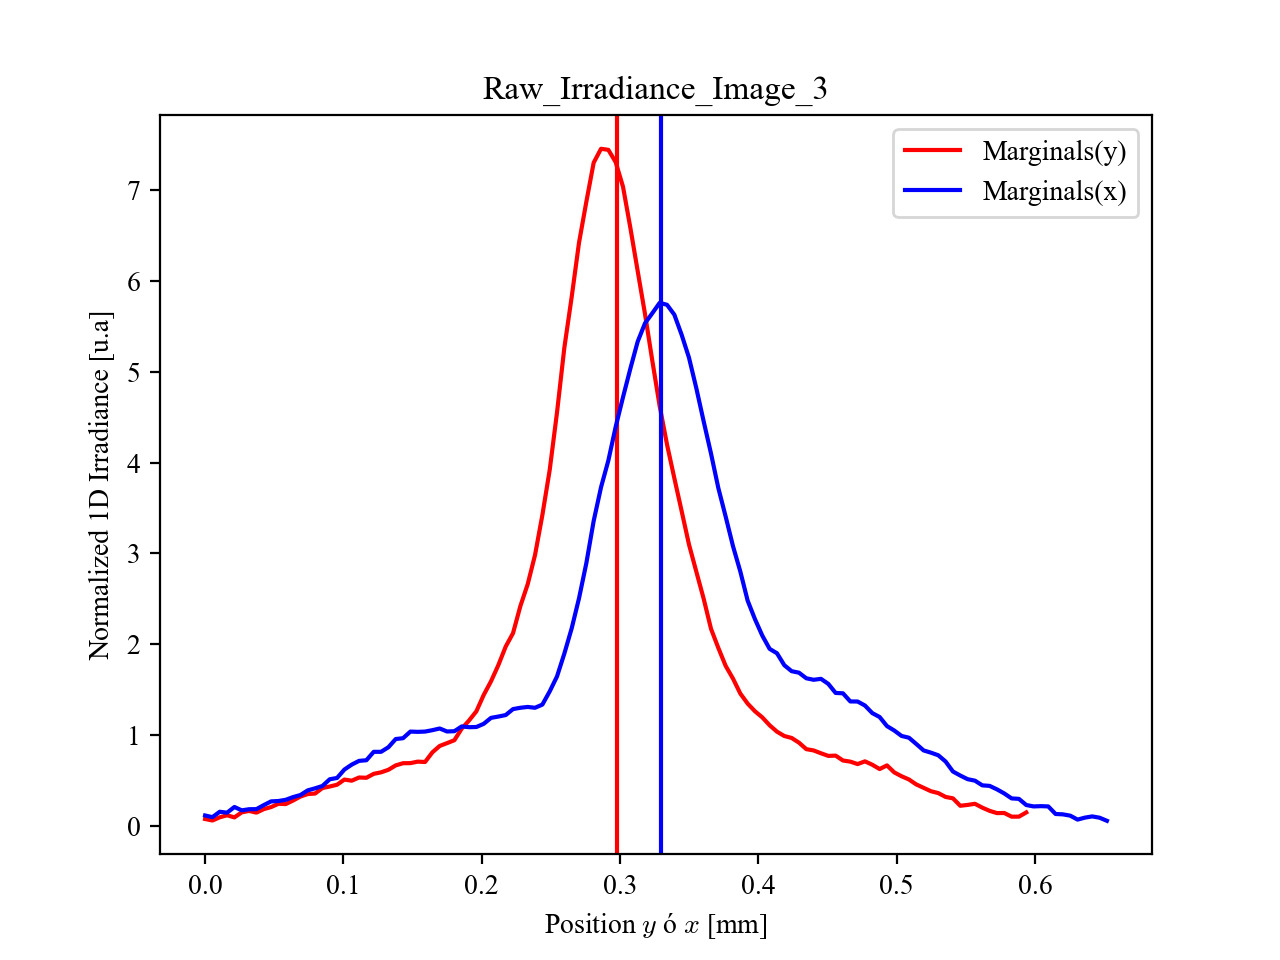 Raw_Irradiance_Image_3
Marginals(y)
Marginals(x)
Normalized 1D Irradiance [u.a]
7
6
5
4
3
2
1
0
0.0 0.1 0.2 0.3 0.4 0.5 0.6
Position y ó x [mm]